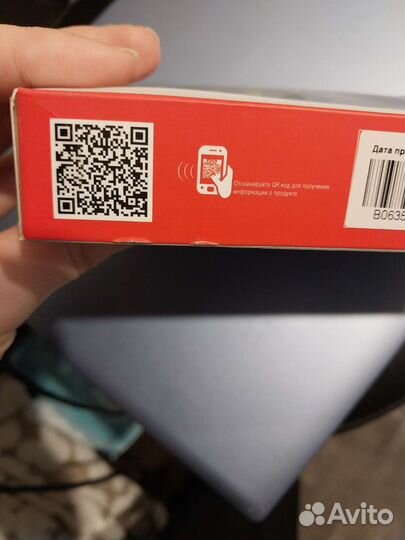 Дата пр
Отсканируйте QR код для получения
информации о продукте
B0635
Avito